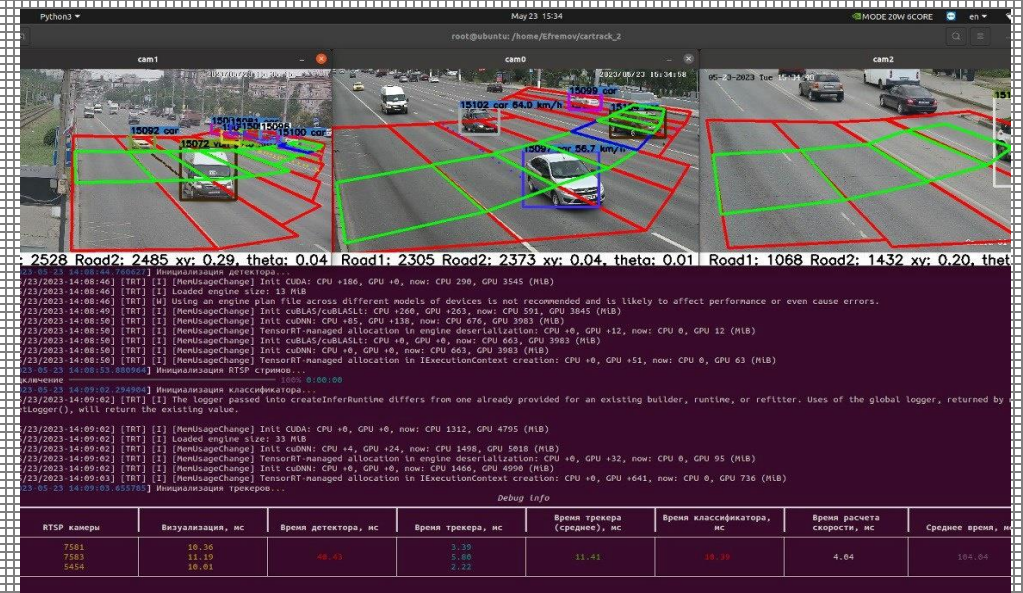 Python3
May 23 15:34
MODE 20W 6CORE
en
root@ubuntu: /home/Efremov/cartrack_2
cam1
cam0
cam2
15092 car
15100 car
15072
15102 car 64.0 km/h
15099 car
15097 car 56.7 km/h
2023/05/23 15:34:58
05-23-2023 Tue
: 2528 Road2: 2485 xy: 0.29, theta: 0.04
Road1: 2305 Road2: 2373 xy: 0.04, theta: 0.01
Road1: 1068 Road2: 1432 xy: 0.20, thet
23-05-23 14:08:44.760627] Инициализация детектора...
/23/2023-14:08:46] [TRT] [I] [MemUsageChange] Init CUDA: CPU +186, GPU +0, now: CPU 290, GPU 3545 (MiB)
/23/2023-14:08:46] [TRT] [I] Loaded engine size: 13 MiB
/23/2023-14:08:46] [TRT] [W] Using an engine plan file across different models of devices is not recommended and is likely to affect performance or even cause errors.
/23/2023-14:08:49] [TRT] [I] [MemUsageChange] Init cuBLAS/cuBLASLt: CPU +260, GPU +263, now: CPU 591, GPU 3845 (MiB)
/23/2023-14:08:50] [TRT] [I] [MemUsageChange] Init cuDNN: CPU +85, GPU +138, now: CPU 676, GPU 3983 (MiB)
/23/2023-14:08:50] [TRT] [I] [MemUsageChange] TensorRT-managed allocation in engine deserialization: CPU +0, GPU +12, now: CPU 0, GPU 12 (MiB)
/23/2023-14:08:50] [TRT] [I] [MemUsageChange] Init cuBLAS/cuBLASLt: CPU +0, GPU +0, now: CPU 663, GPU 3983 (MiB)
/23/2023-14:08:50] [TRT] [I] [MemUsageChange] Init cuDNN: CPU +0, GPU +0, now: CPU 663, GPU 3983 (MiB)
/23/2023-14:08:50] [TRT] [I] [MemUsageChange] TensorRT-managed allocation in IExecutionContext creation: CPU +0, GPU +51, now: CPU 0, GPU 63 (MiB)
23-05-23 14:08:53.880964] Инициализация RTSP стримов...
дключение 100% 0:00:00
23-05-23 14:09:02.294904] Инициализация классификатора...
/23/2023-14:09:02] [TRT] [I] The logger passed into createInferRuntime differs from one already provided for an existing builder, runtime, or refitter. Uses of the global logger, returned by
etLogger(), will return the existing value.
/23/2023-14:09:02] [TRT] [I] [MemUsageChange] Init CUDA: CPU +0, GPU +0, now: CPU 1312, GPU 4795 (MiB)
/23/2023-14:09:02] [TRT] [I] Loaded engine size: 33 MiB
/23/2023-14:09:02] [TRT] [I] [MemUsageChange] Init cuDNN: CPU +4, GPU +24, now: CPU 1498, GPU 5018 (MiB)
/23/2023-14:09:02] [TRT] [I] [MemUsageChange] TensorRT-managed allocation in engine deserialization: CPU +0, GPU +32, now: CPU 0, GPU 95 (MiB)
/23/2023-14:09:02] [TRT] [I] [MemUsageChange] Init cuDNN: CPU +0, GPU +0, now: CPU 1466, GPU 4990 (MiB)
/23/2023-14:09:03] [TRT] [I] [MemUsageChange] TensorRT-managed allocation in IExecutionContext creation: CPU +0, GPU +641, now: CPU 0, GPU 736 (MiB)
23-05-23 14:09:03.655785] Инициализация трекеров...
Debug info
RTSP камеры
Визуализация, мс
Время детектора, мс
Время трекера, мс
Время трекера (среднее), мс
Время классификатора, мс
Время расчета скорости, мс
Среднее время, м
7581 10.36 3.39
7583 11.19 40.43 5.80 11.41 10.39 4.04 104.04
5454 10.01 2.22